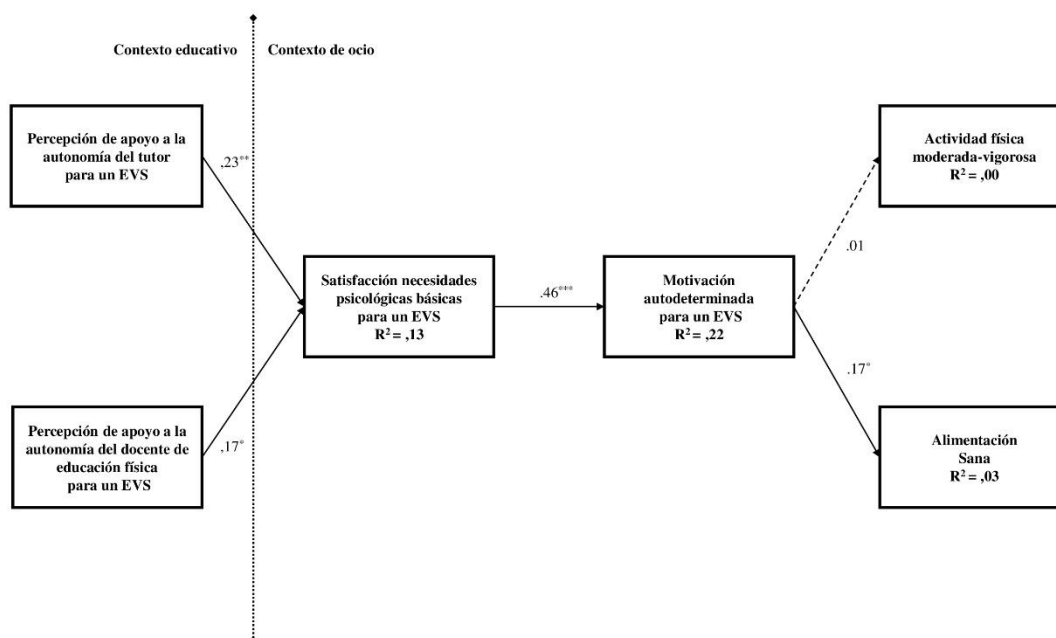 Contexto educativo
Contexto de ocio
Percepción de apoyo a la
autonomía del tutor
para un EVS
,23**
Actividad física
moderada-vigorosa
R² = ,00
.01
Satisfacción necesidades
psicológicas básicas
para un EVS
R² = ,13
.46***
Motivación
autodeterminada
para un EVS
R² = ,22
.17*
Percepción de apoyo a la
autonomía del docente de
educación física
para un EVS
,17*
Alimentación
Sana
R² = ,03